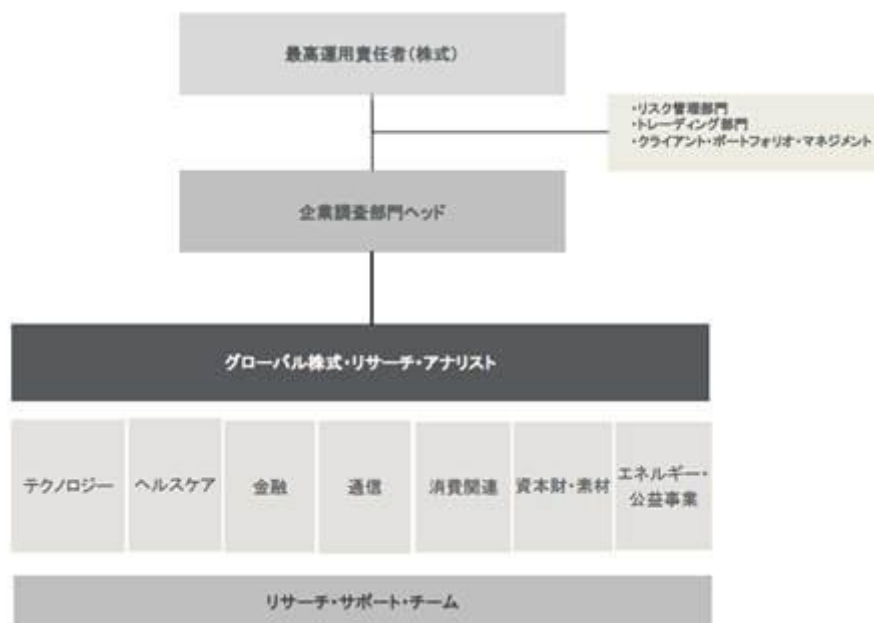 最高運用責任者(株式)
・リスク管理部門
・トレーディング部門
・クライアント・ポートフォリオ・マネジメント
企業調査部門ヘッド
グローバル株式・リサーチ・アナリスト
テクノロジー
ヘルスケア
金融
通信
消費関連
資本財・素材
エネルギー・
公益事業
リサーチ・サポート・チーム